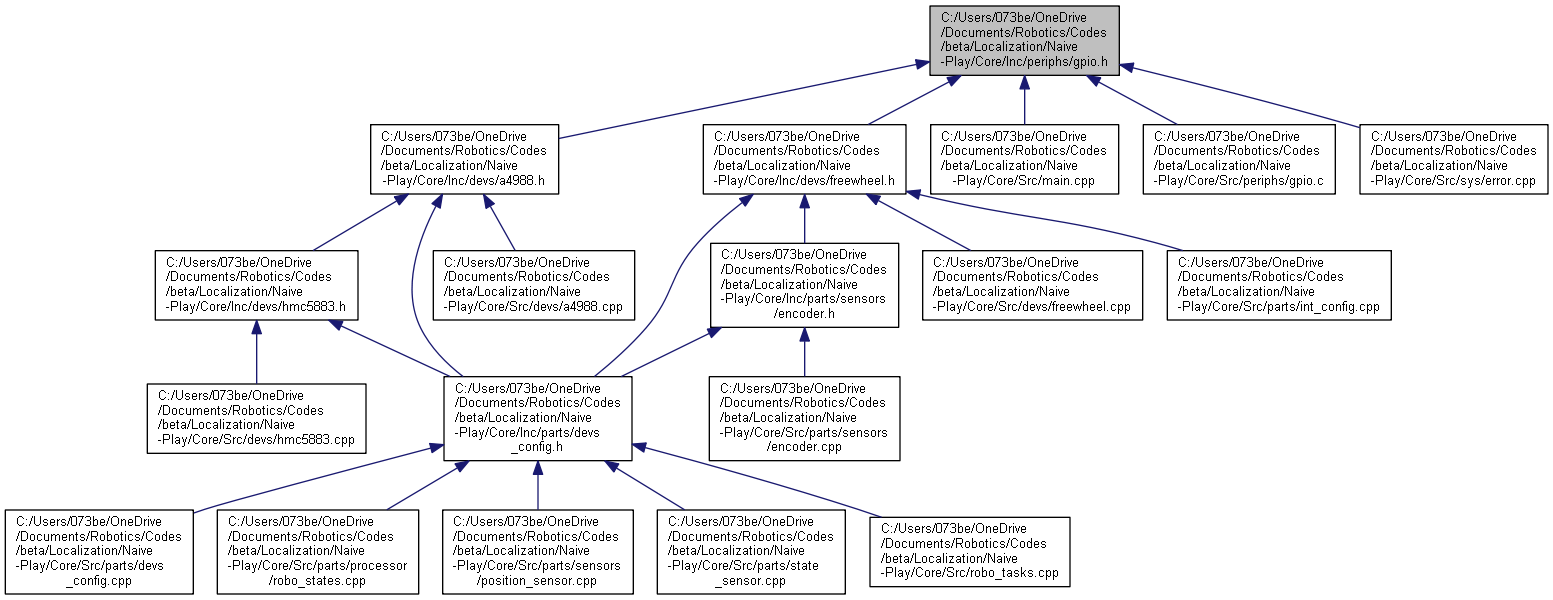 C:/Users/073be/OneDrive
/Documents/Robotics/Codes
/beta/Localization/Naive
-Play/Core/Inc/periphs/gpio.h
C:/Users/073be/OneDrive
/Documents/Robotics/Codes
/beta/Localization/Naive
-Play/Core/Inc/devs/a4988.h
C:/Users/073be/OneDrive
/Documents/Robotics/Codes
/beta/Localization/Naive
-Play/Core/Inc/devs/freewheel.h
C:/Users/073be/OneDrive
/Documents/Robotics/Codes
/beta/Localization/Naive
-Play/Core/Src/main.cpp
C:/Users/073be/OneDrive
/Documents/Robotics/Codes
/beta/Localization/Naive
-Play/Core/Src/periphs/gpio.c
C:/Users/073be/OneDrive
/Documents/Robotics/Codes
/beta/Localization/Naive
-Play/Core/Src/sys/error.cpp
C:/Users/073be/OneDrive
/Documents/Robotics/Codes
/beta/Localization/Naive
-Play/Core/Inc/devs/hmc5883.h
C:/Users/073be/OneDrive
/Documents/Robotics/Codes
/beta/Localization/Naive
-Play/Core/Src/devs/a4988.cpp
C:/Users/073be/OneDrive
/Documents/Robotics/Codes
/beta/Localization/Naive
-Play/Core/Inc/parts/sensors
/encoder.h
C:/Users/073be/OneDrive
/Documents/Robotics/Codes
/beta/Localization/Naive
-Play/Core/Src/devs/freewheel.cpp
C:/Users/073be/OneDrive
/Documents/Robotics/Codes
/beta/Localization/Naive
-Play/Core/Src/parts/int_config.cpp
C:/Users/073be/OneDrive
/Documents/Robotics/Codes
/beta/Localization/Naive
-Play/Core/Src/devs/hmc5883.cpp
C:/Users/073be/OneDrive
/Documents/Robotics/Codes
/beta/Localization/Naive
-Play/Core/Inc/parts/devs
_config.h
C:/Users/073be/OneDrive
/Documents/Robotics/Codes
/beta/Localization/Naive
-Play/Core/Src/parts/sensors
/encoder.cpp
C:/Users/073be/OneDrive
/Documents/Robotics/Codes
/beta/Localization/Naive
-Play/Core/Src/parts/devs
_config.cpp
C:/Users/073be/OneDrive
/Documents/Robotics/Codes
/beta/Localization/Naive
-Play/Core/Src/parts/processor
/robo_states.cpp
C:/Users/073be/OneDrive
/Documents/Robotics/Codes
/beta/Localization/Naive
-Play/Core/Src/parts/sensors
/position_sensor.cpp
C:/Users/073be/OneDrive
/Documents/Robotics/Codes
/beta/Localization/Naive
-Play/Core/Src/parts/state
_sensor.cpp
C:/Users/073be/OneDrive
/Documents/Robotics/Codes
/beta/Localization/Naive
-Play/Core/Src/robo_tasks.cpp